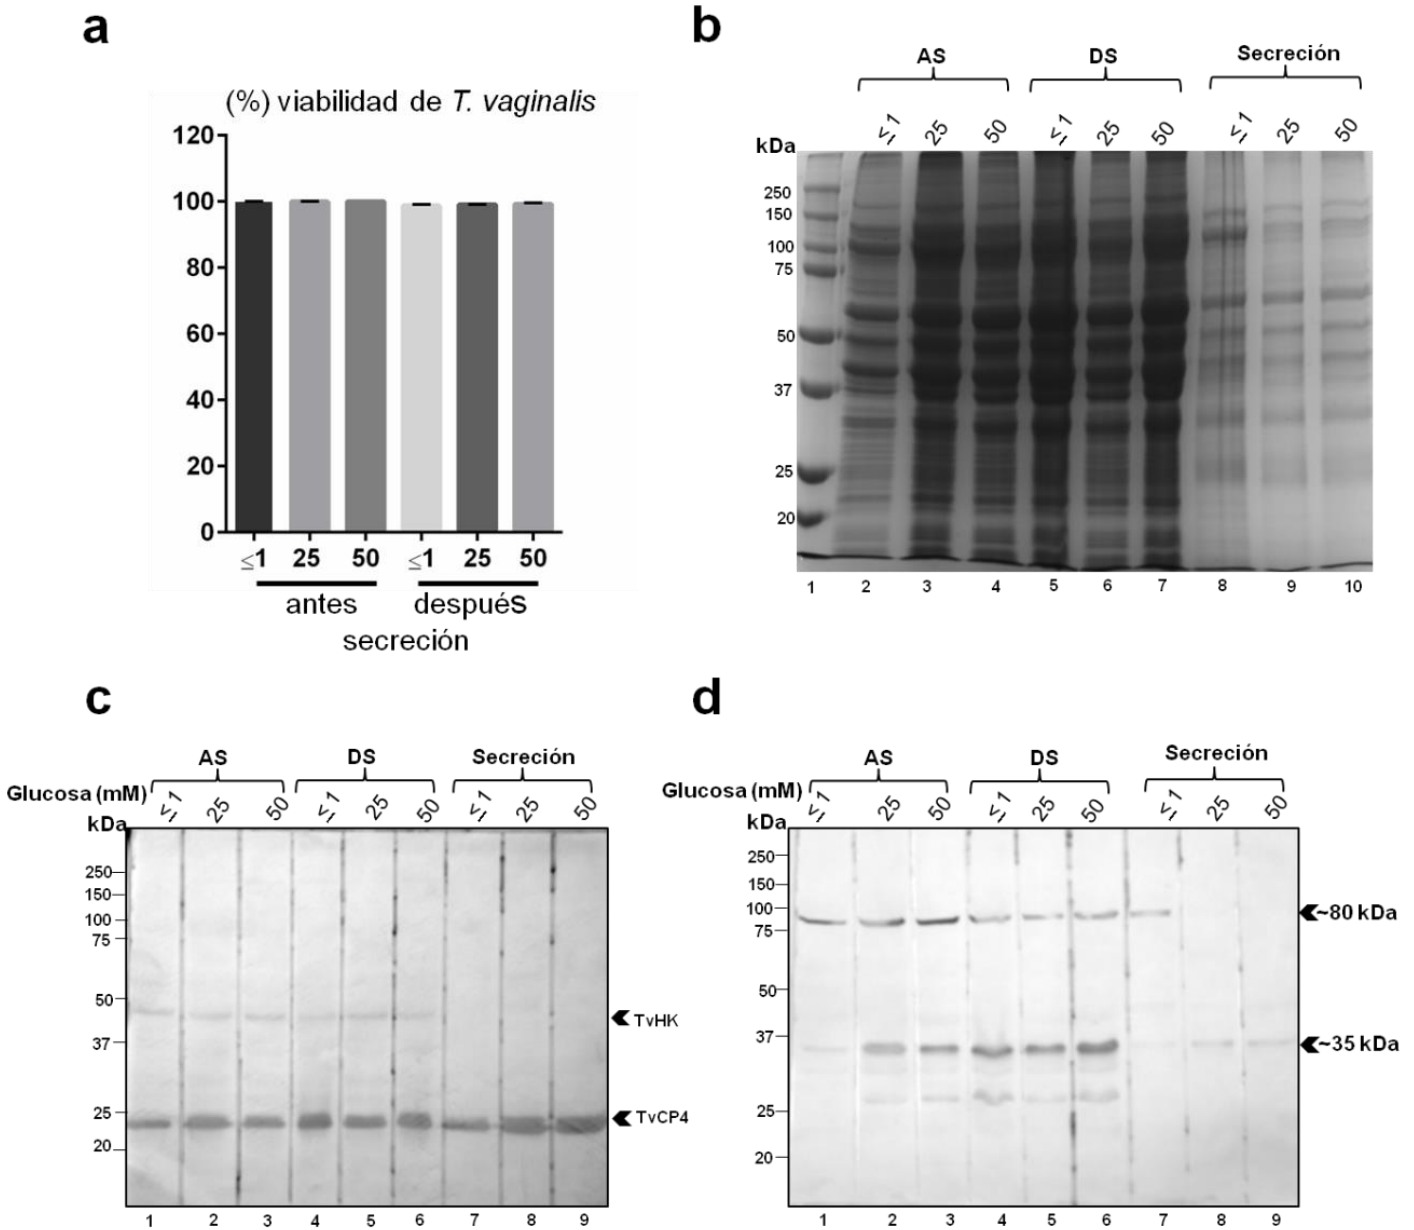 a
(%) viabilidad de T. vaginalis
120
100
80
60
40
20
0
≤1 25 50 ≤1 25 50
antes despuéS
secreción
b
AS DS Secreción
≤1 25 50 ≤1 25 50 ≤1 25 50
kDa
250
150
100
75
50
37
25
20
1 2 3 4 5 6 7 8 9 10
c
AS DS Secreción
Glucosa (mM) ≤1 25 50 ≤1 25 50 ≤1 25 50
kDa
250
150
100
75
50
TvHK
37
25
TvCP4
20
1 2 3 4 5 6 7 8 9
d
AS DS Secreción
Glucosa (mM) ≤1 25 50 ≤1 25 50 ≤1 25 50
kDa
250
150
100
~80 kDa
75
50
37
~35 kDa
25
20
1 2 3 4 5 6 7 8 9